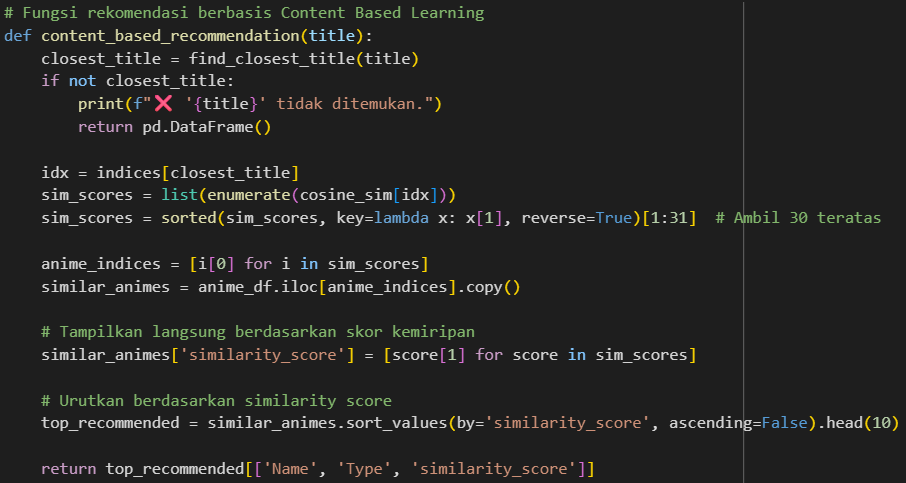 # Fungsi rekomendasi berbasis Content Based Learning
def content_based_recommendation(title):
    closest_title = find_closest_title(title)
    if not closest_title:
        print(f"❌ '{title}' tidak ditemukan.")
        return pd.DataFrame()

    idx = indices[closest_title]
    sim_scores = list(enumerate(cosine_sim[idx]))
    sim_scores = sorted(sim_scores, key=lambda x: x[1], reverse=True)[1:31]  # Ambil 30 teratas

    anime_indices = [i[0] for i in sim_scores]
    similar_animes = anime_df.iloc[anime_indices].copy()

    # Tampilkan langsung berdasarkan skor kemiripan
    similar_animes['similarity_score'] = [score[1] for score in sim_scores]

    # Urutkan berdasarkan similarity score
    top_recommended = similar_animes.sort_values(by='similarity_score', ascending=False).head(10)

    return top_recommended[['Name', 'Type', 'similarity_score']]